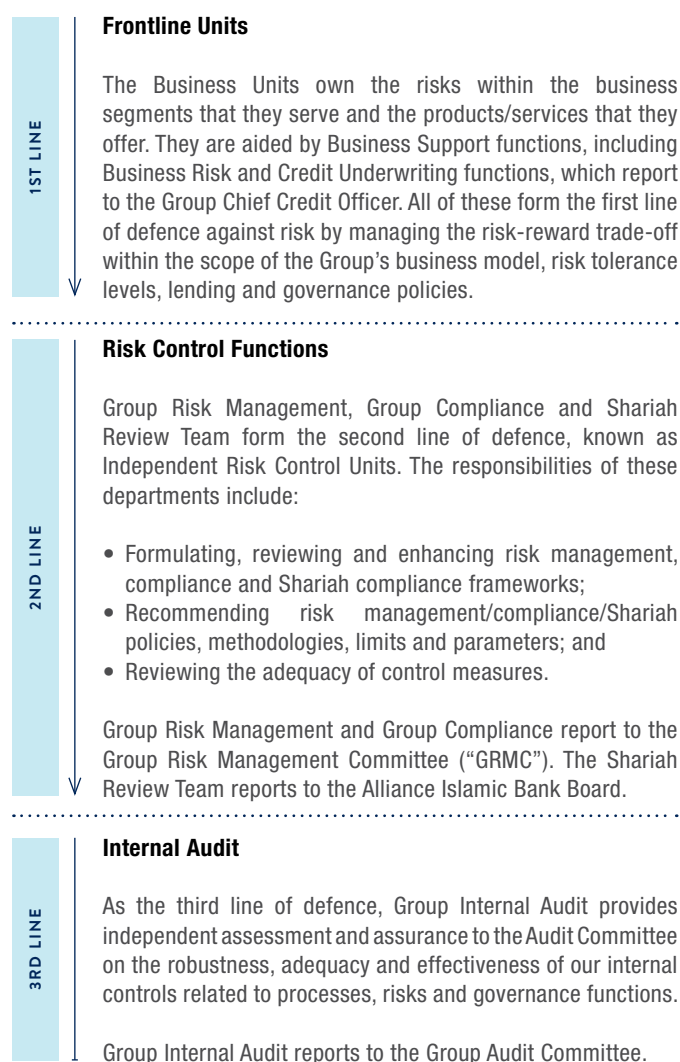 1ST LINE
Frontline Units
The Business Units own the risks within the business
segments that they serve and the products/services that they
offer. They are aided by Business Support functions, including
Business Risk and Credit Underwriting functions, which report
to the Group Chief Credit Officer. All of these form the first line
of defence against risk by managing the risk-reward trade-off
within the scope of the Group’s business model, risk tolerance
levels, lending and governance policies.
2ND LINE
Risk Control Functions
Group Risk Management, Group Compliance and Shariah
Review Team form the second line of defence, known as
Independent Risk Control Units. The responsibilities of these
departments include:
• Formulating, reviewing and enhancing risk management,
compliance and Shariah compliance frameworks;
• Recommending risk management/compliance/Shariah
policies, methodologies, limits and parameters; and
• Reviewing the adequacy of control measures.
Group Risk Management and Group Compliance report to the
Group Risk Management Committee (“GRMC”). The Shariah
Review Team reports to the Alliance Islamic Bank Board.
3RD LINE
Internal Audit
As the third line of defence, Group Internal Audit provides
independent assessment and assurance to the Audit Committee
on the robustness, adequacy and effectiveness of our internal
controls related to processes, risks and governance functions.
Group Internal Audit reports to the Group Audit Committee.